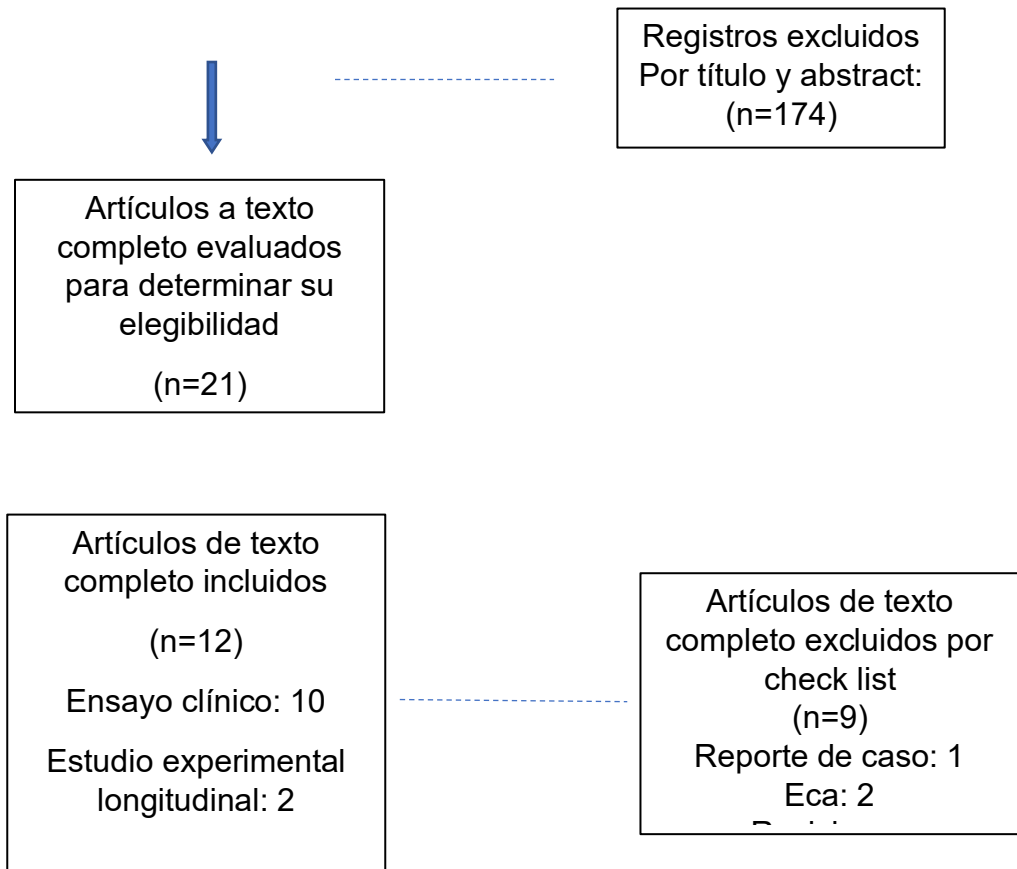 Registros excluidos
Por título y abstract:
(n=174)
Artículos a texto
completo evaluados
para determinar su
elegibilidad
(n=21)
Artículos de texto
completo incluidos
(n=12)
Ensayo clínico: 10
Estudio experimental
longitudinal: 2
Artículos de texto
completo excluidos por
check list
(n=9)
Reporte de caso: 1
Eca: 2